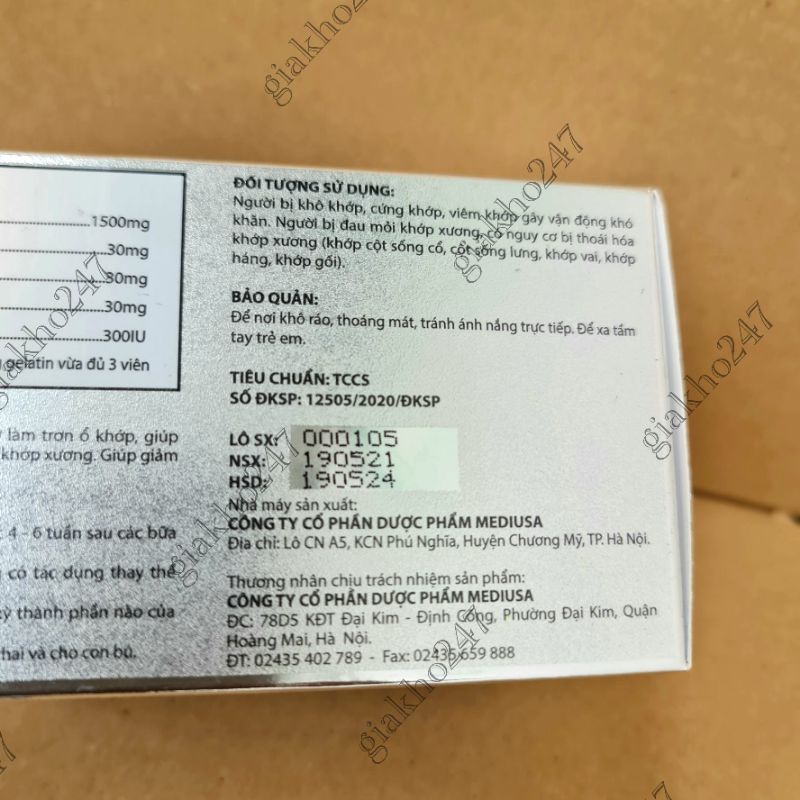 1500mg
30mg
30mg
30mg
300IU
gelatin vừa đủ 3 viên
làm trơn ổ khớp, giúp
khớp xương. Giúp giảm
4 - 6 tuần sau các bữa
có tác dụng thay thế
kỳ thành phần nào của
thai và cho con bú.
ĐỐI TƯỢNG SỬ DỤNG:
Người bị khô khớp, cứng khớp, viêm khớp gây vận động khó
khăn. Người bị đau mỏi khớp xương, có nguy cơ bị thoái hóa
khớp xương (khớp cột sống cổ, cột sống lưng, khớp vai, khớp
háng, khớp gối).
BẢO QUẢN:
Để nơi khô ráo, thoáng mát, tránh ánh nắng trực tiếp. Để xa tầm
tay trẻ em.
TIÊU CHUẨN: TCCS
SỐ ĐKSP: 12505/2020/ĐKSP
LÔ SX: 000105
NSX: 190521
HSD: 190524
Nhà máy sản xuất:
CÔNG TY CỔ PHẦN DƯỢC PHẨM MEDIUSA
Địa chỉ: Lô CN A5, KCN Phú Nghĩa, Huyện Chương Mỹ, TP. Hà Nội.
Thương nhân chịu trách nhiệm sản phẩm:
CÔNG TY CỔ PHẦN DƯỢC PHẨM MEDIUSA
ĐC: 78D5 KĐT Đại Kim - Định Công, Phường Đại Kim, Quận
Hoàng Mai, Hà Nội.
ĐT: 02435 402 789 - Fax: 02435 659 888
giakho247
giakho247
giakho247
giakho247
giakho247
giakho247
giakho247